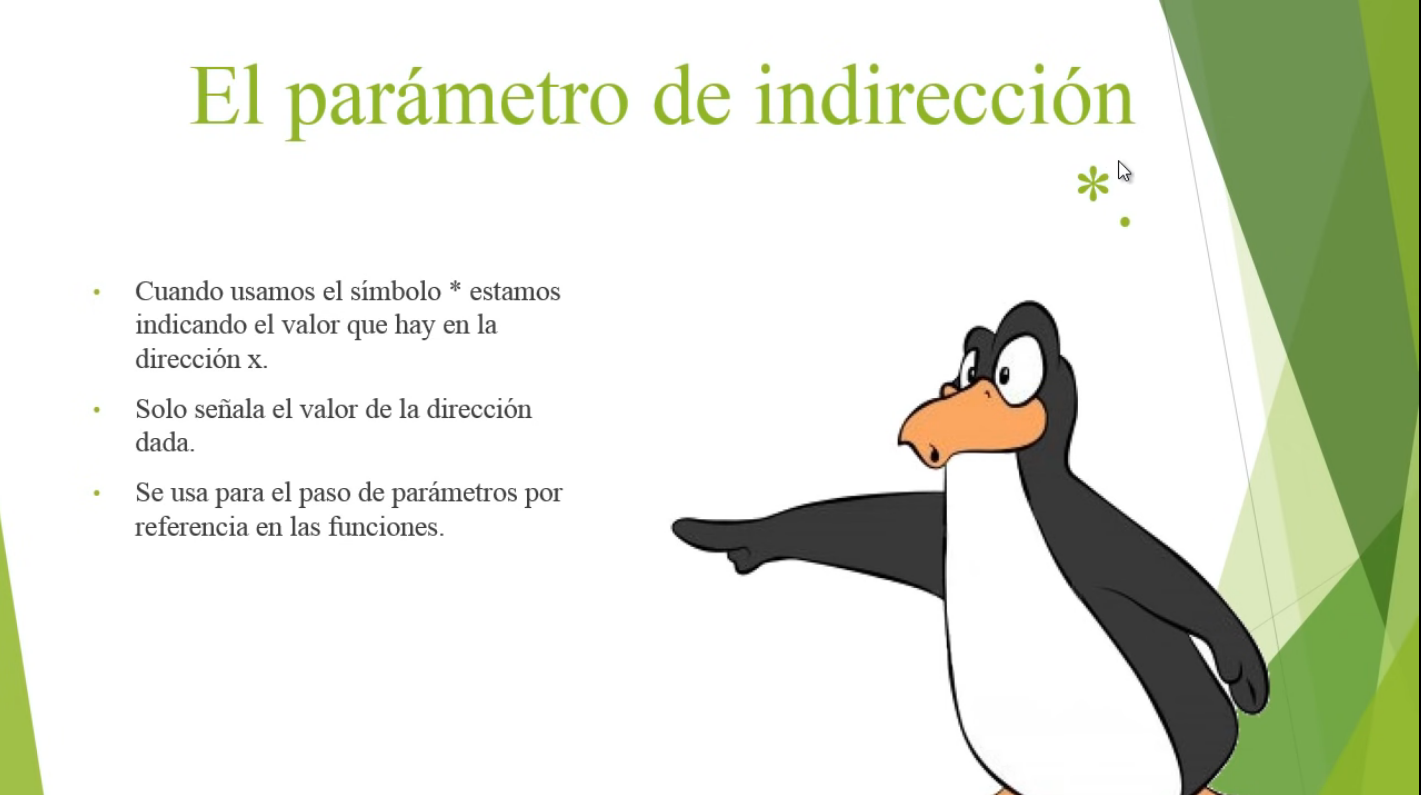 El parámetro de indirección
*.
• Cuando usamos el símbolo * estamos
indicando el valor que hay en la
dirección x.
• Solo señala el valor de la dirección
dada.
• Se usa para el paso de parámetros por
referencia en las funciones.